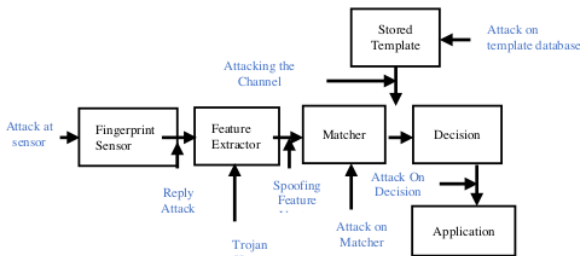 Stored
Template
Attack on
template database
Attacking the
Channel
Attack at
sensor
Fingerprint
Sensor
Feature
Extractor
Matcher
Decision
Reply
Attack
Spoofing
Feature
Attack On
Decision
Trojan
Attack on
Matcher
Application